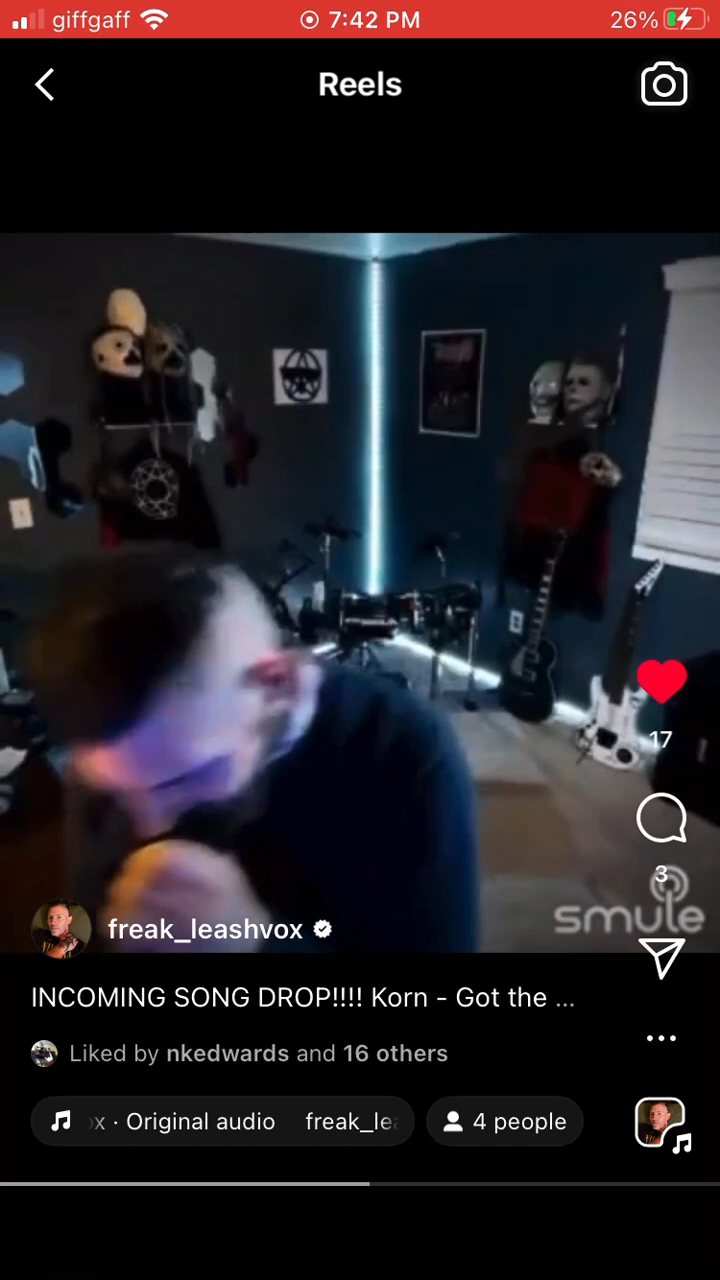 giffgaff 7:42 PM 26%
Reels
17
3
smule
freak_leashvox
INCOMING SONG DROP!!!! Korn - Got the ...
Liked by nkedwards and 16 others
x · Original audio freak_lea 4 people